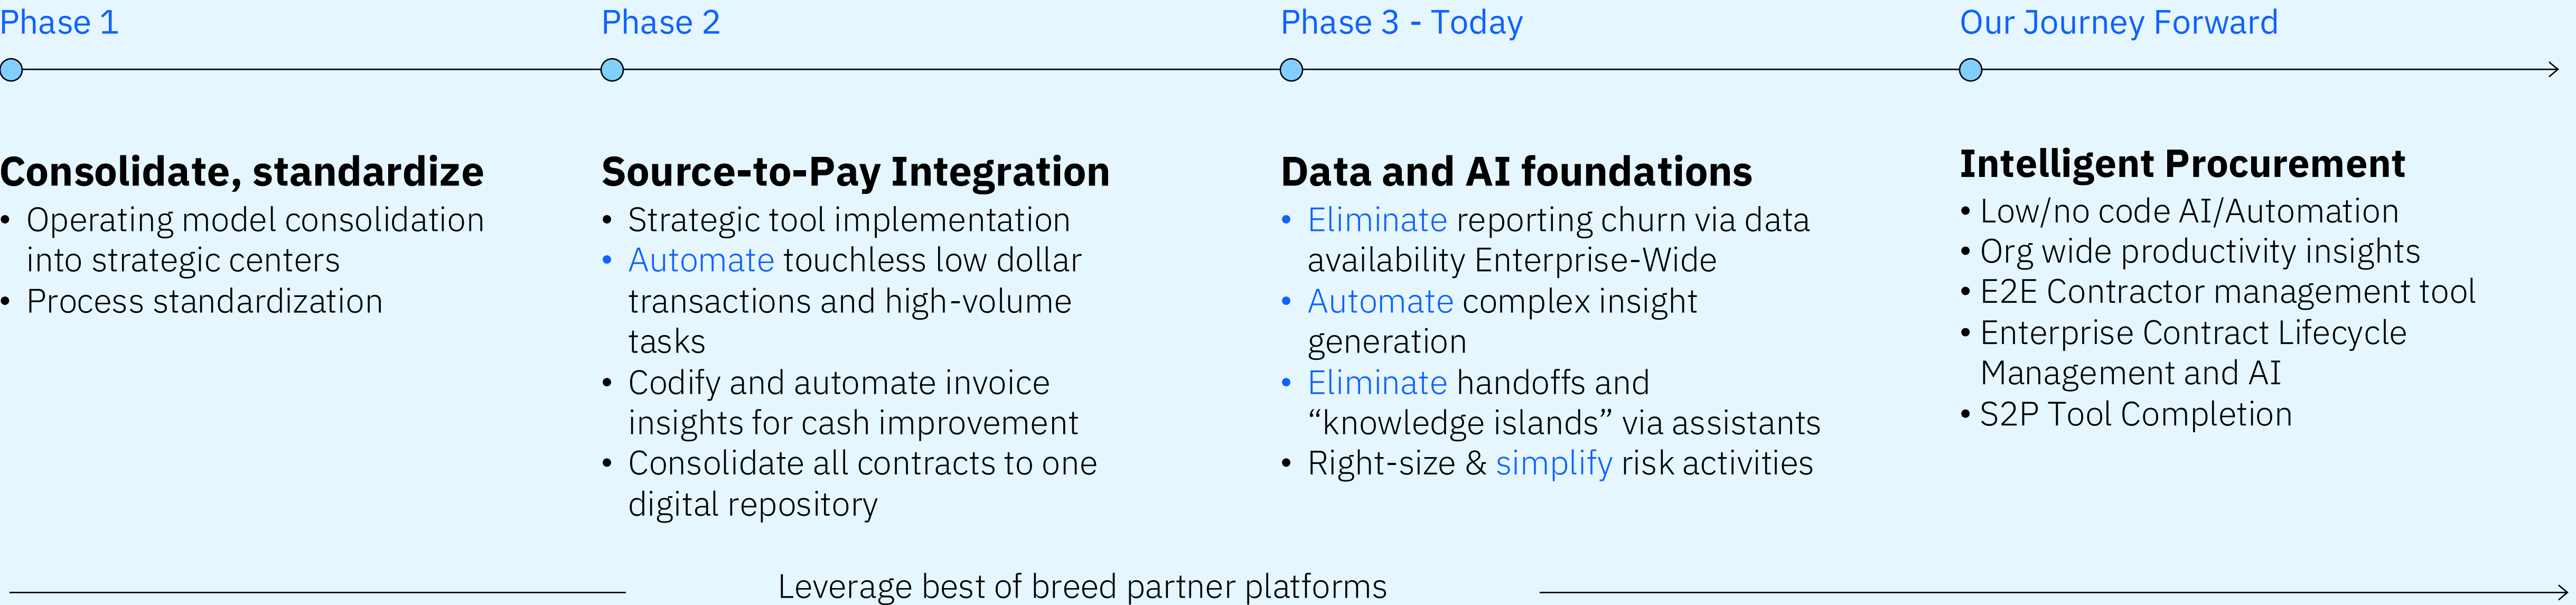 Phase 1
Consolidate, standardize
• Operating model consolidation
into strategic centers
• Process standardization
Phase 2
Source-to-Pay Integration
• Strategic tool implementation
• Automate touchless low dollar
transactions and high-volume
tasks
• Codify and automate invoice
insights for cash improvement
• Consolidate all contracts to one
digital repository
Phase 3 - Today
Data and AI foundations
• Eliminate reporting churn via data
availability Enterprise-Wide
• Automate complex insight
generation
• Eliminate handoffs and
“knowledge islands” via assistants
• Right-size & simplify risk activities
Our Journey Forward
Intelligent Procurement
• Low/no code AI/Automation
• Org wide productivity insights
• E2E Contractor management tool
• Enterprise Contract Lifecycle
Management and AI
• S2P Tool Completion
Leverage best of breed partner platforms